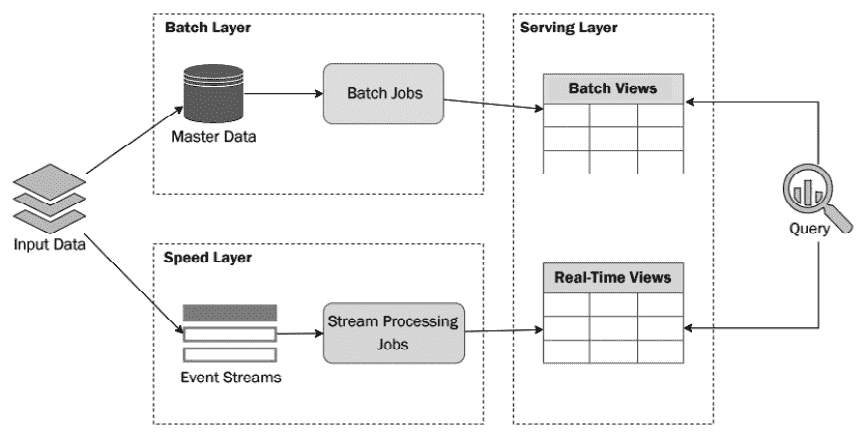 Batch Layer
Serving Layer
Master Data
Batch Jobs
Batch Views
Input Data
Query
Speed Layer
Event Streams
Stream Processing
Jobs
Real-Time Views